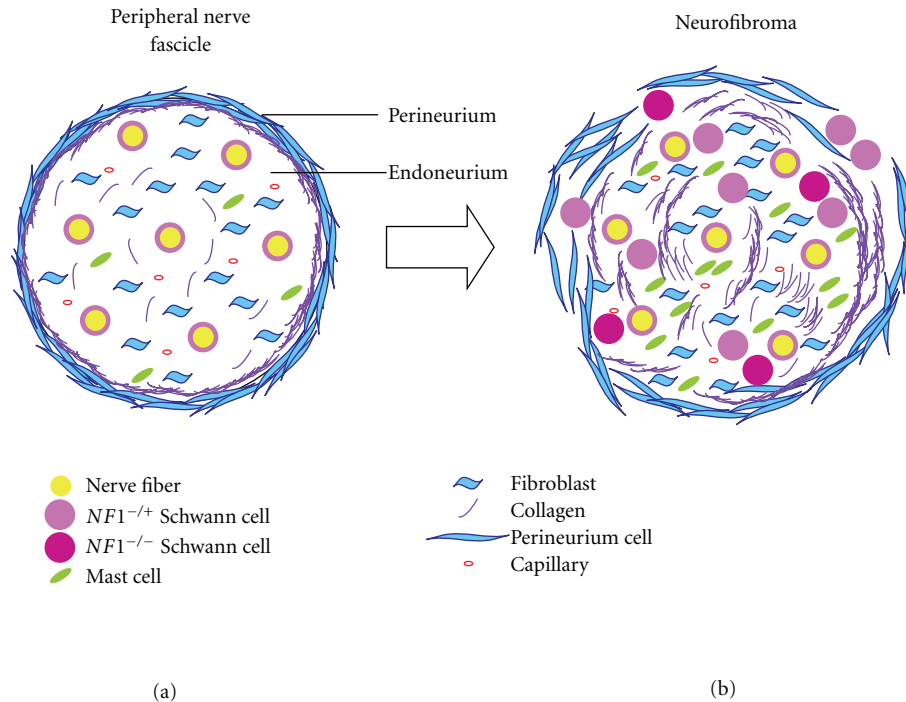 Peripheral nerve
fascicle
Neurofibroma
Perineurium
Endoneurium
Nerve fiber
NF1−/+ Schwann cell
NF1−/− Schwann cell
Mast cell
Fibroblast
Collagen
Perineurium cell
Capillary
(a)
(b)